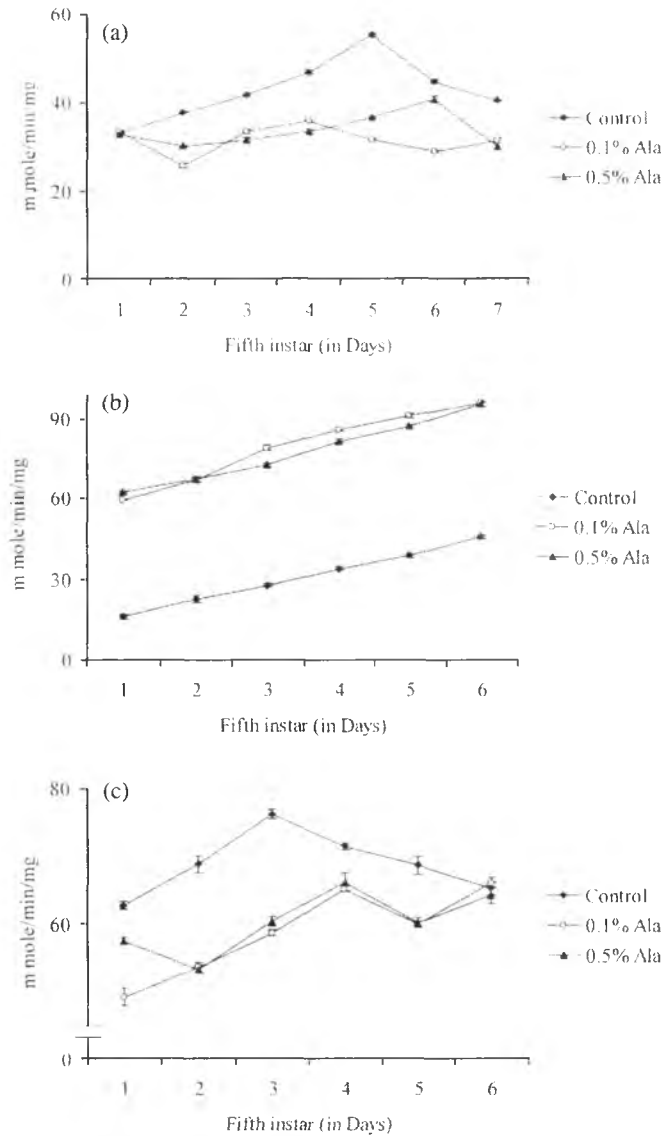 (a)
60
40
20
0
m mole/min/mg
1 2 3 4 5 6 7
Fifth instar (in Days)
Control
0.1% Ala
0.5% Ala
(b)
90
60
30
0
m mole/min/mg
1 2 3 4 5 6
Fifth instar (in Days)
Control
0.1% Ala
0.5% Ala
(c)
80
60
0
m mole/min/mg
1 2 3 4 5 6
Fifth instar (in Days)
Control
0.1% Ala
0.5% Ala